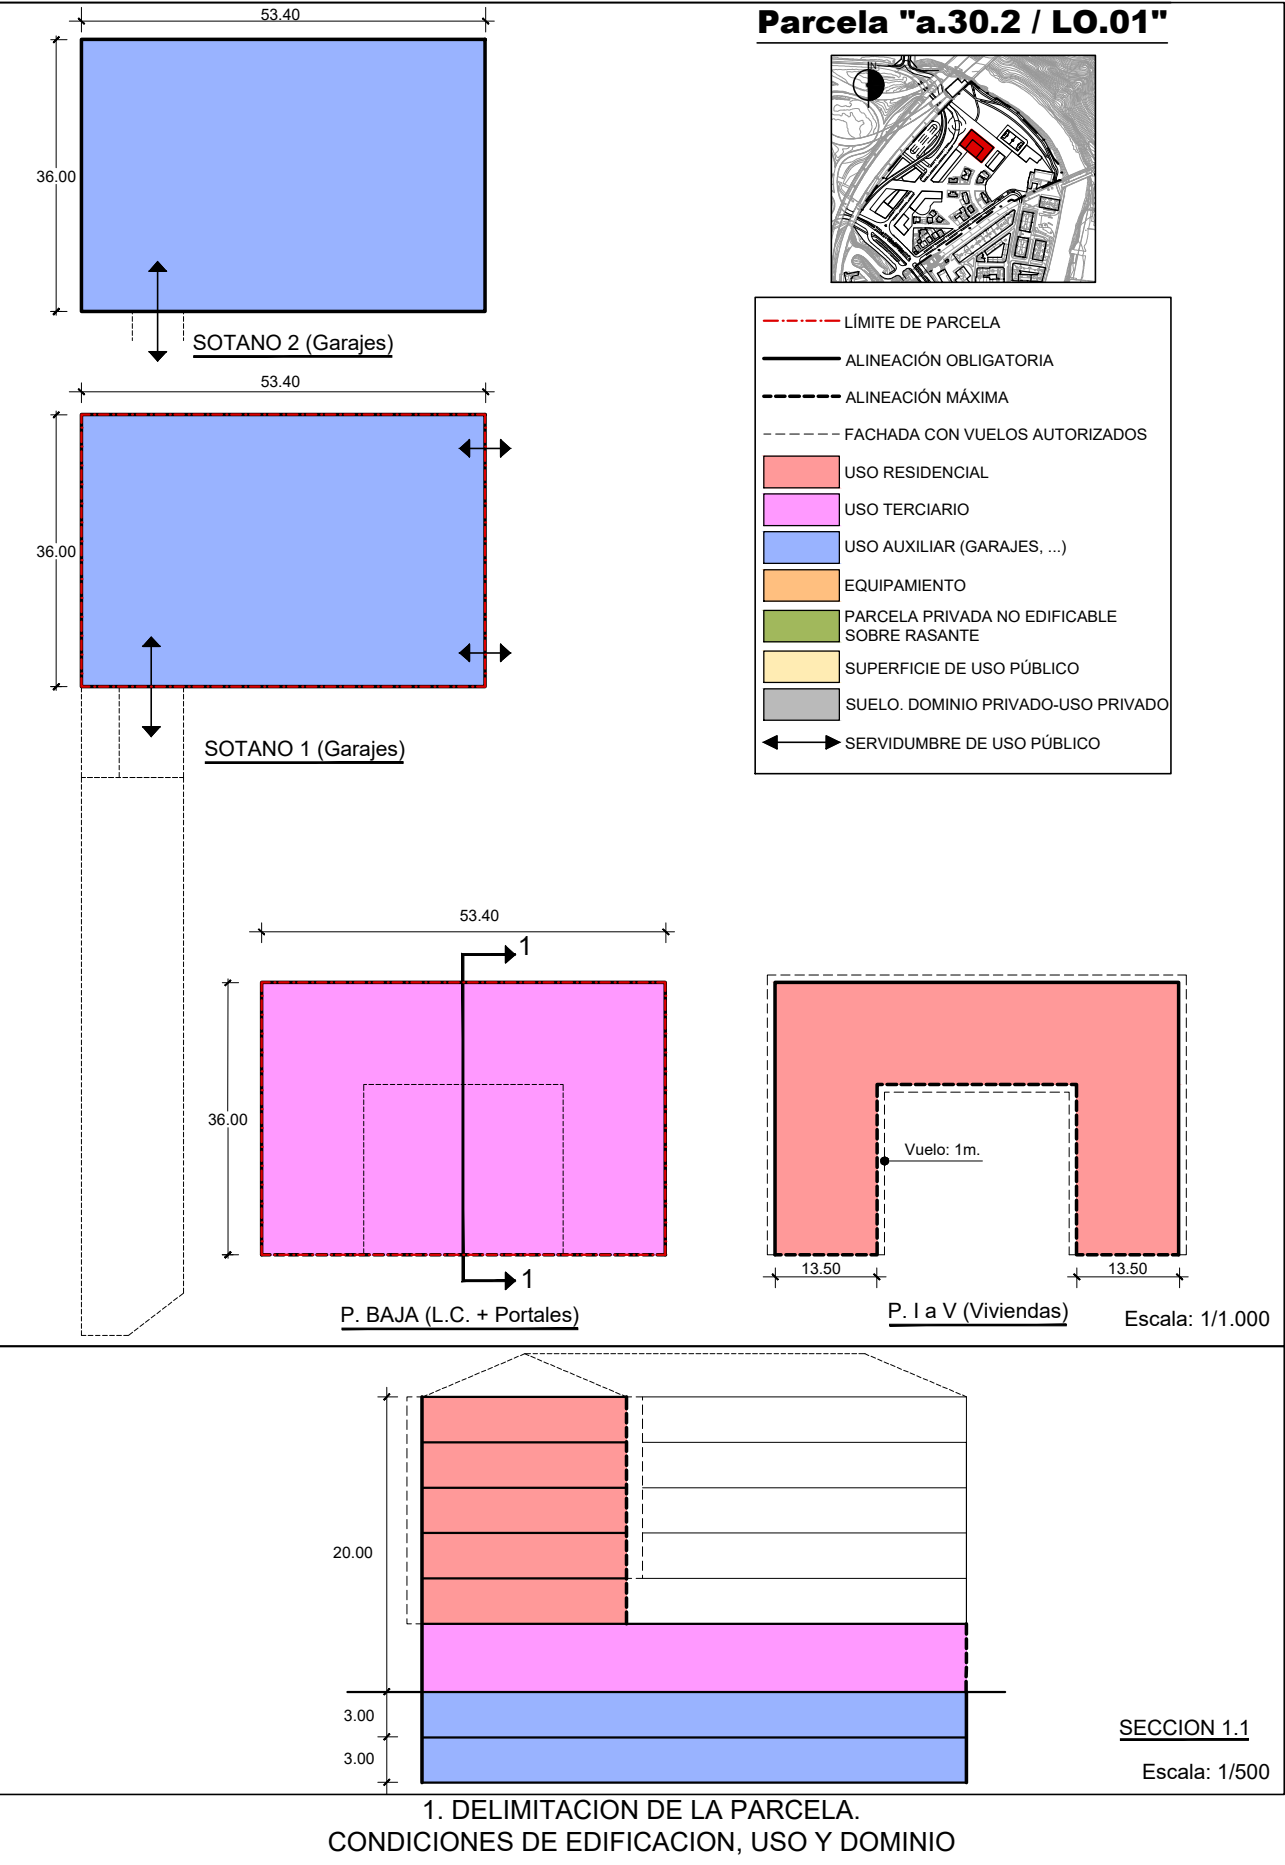 53.40
36.00
SOTANO 2 (Garajes)
53.40
36.00
SOTANO 1 (Garajes)
Parcela "a.30.2 / LO.01"
N
LÍMITE DE PARCELA
ALINEACIÓN OBLIGATORIA
ALINEACIÓN MÁXIMA
FACHADA CON VUELOS AUTORIZADOS
USO RESIDENCIAL
USO TERCIARIO
USO AUXILIAR (GARAJES, ...)
EQUIPAMIENTO
PARCELA PRIVADA NO EDIFICABLE
SOBRE RASANTE
SUPERFICIE DE USO PÚBLICO
SUELO. DOMINIO PRIVADO-USO PRIVADO
SERVIDUMBRE DE USO PÚBLICO
53.40
1
36.00
1
P. BAJA (L.C. + Portales)
Vuelo: 1m.
13.50
13.50
P. I a V (Viviendas)
Escala: 1/1.000
20.00
3.00
3.00
SECCION 1.1
Escala: 1/500
1. DELIMITACION DE LA PARCELA.
CONDICIONES DE EDIFICACION, USO Y DOMINIO